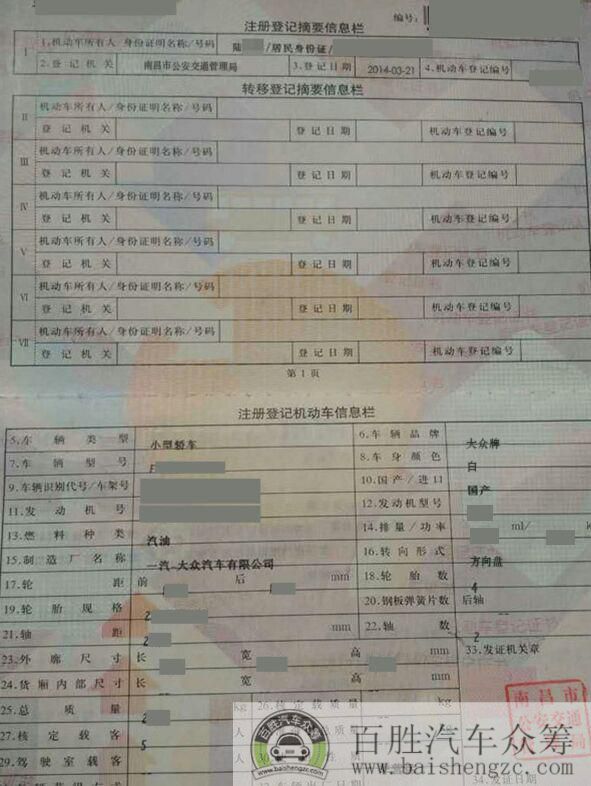 注册登记摘要信息栏
编号:
I 1.机动车所有人/身份证明名称/号码 陆 /居民身份证/
2.登记机关 南昌市公安交通管理局 3.登记日期 2014-03-21 4.机动车登记编号
转移登记摘要信息栏
II 机动车所有人/身份证明名称/号码
登记机关 登记日期 机动车登记编号
III 机动车所有人/身份证明名称/号码
登记机关 登记日期 机动车登记编号
IV 机动车所有人/身份证明名称/号码
登记机关 登记日期 机动车登记编号
V 机动车所有人/身份证明名称/号码
登记机关 登记日期 机动车登记编号
VI 机动车所有人/身份证明名称/号码
登记机关 登记日期 机动车登记编号
VII 机动车所有人/身份证明名称/号码
登记机关 登记日期 机动车登记编号
第1页
注册登记机动车信息栏
5.车辆类型 小型轿车 6.车辆品牌 大众牌
7.车辆型号 8.车身颜色 白
9.车辆识别代号/车架号 10.国产/进口 国产
11.发动机号 12.发动机型号
13.燃料种类 汽油 14.排量/功率 ml/ k
15.制造厂名称 一汽-大众汽车有限公司 16.转向形式 方向盘
17.轮距 前 后 mm 18.轮胎数 4
19.轮胎规格 2 20.钢板弹簧片数 后轴
21.轴距 2 mm 22.轴数 2
23.外廓尺寸 长 宽 高 mm 33.发证机关章
24.货厢内部尺寸 长 宽 高 mm
25.总质量 2 kg 26.核定载质量 kg
27.核定载客 5 人
29.驾驶室载客 人
34.发证日期
南昌市
公安交通
管理局
百胜汽车众筹
www.baishengzc.com
百胜汽车众筹
www.baishengzc.com